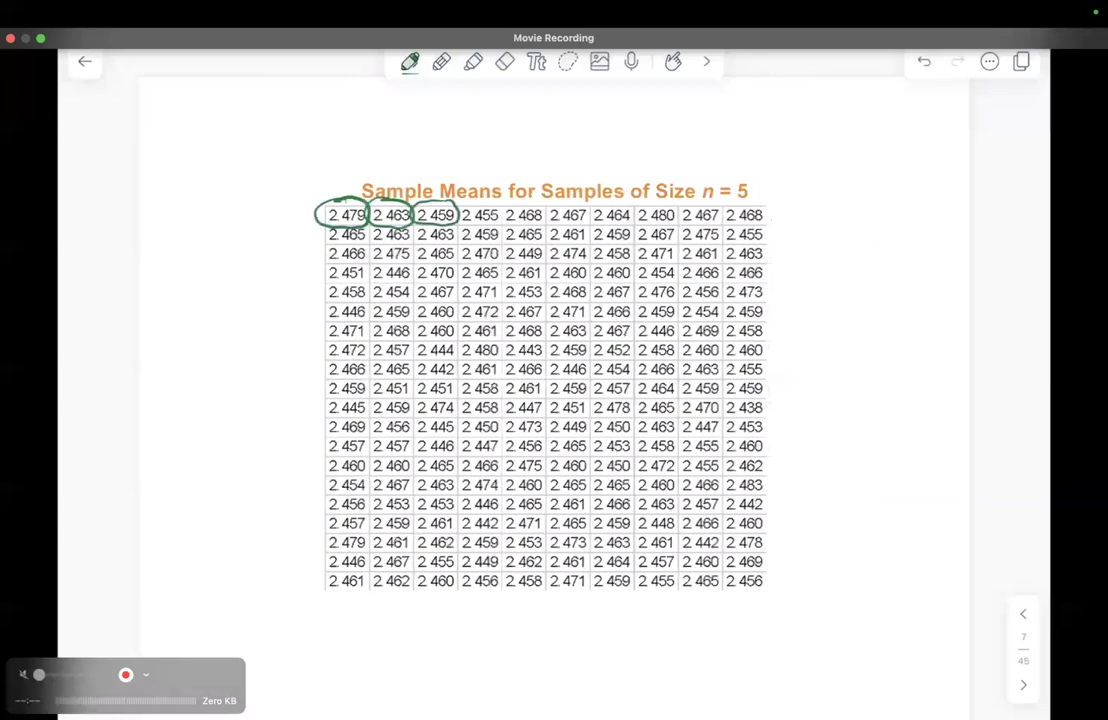 Movie Recording
Tt
Sample Means for Samples of Size n = 5
2.479 2.463 2.459 2.455 2.468 2.467 2.464 2.480 2.467 2.468
2.465 2.463 2.463 2.459 2.465 2.461 2.459 2.467 2.475 2.455
2.466 2.475 2.465 2.470 2.449 2.474 2.458 2.471 2.461 2.463
2.451 2.446 2.470 2.465 2.461 2.460 2.460 2.454 2.466 2.466
2.458 2.454 2.467 2.471 2.453 2.468 2.467 2.476 2.456 2.473
2.446 2.459 2.460 2.472 2.467 2.471 2.466 2.459 2.454 2.459
2.471 2.468 2.460 2.461 2.468 2.463 2.467 2.446 2.469 2.458
2.472 2.457 2.444 2.480 2.443 2.459 2.452 2.458 2.460 2.460
2.466 2.465 2.442 2.461 2.466 2.446 2.454 2.466 2.463 2.455
2.459 2.451 2.451 2.458 2.461 2.459 2.457 2.464 2.459 2.459
2.445 2.459 2.474 2.458 2.447 2.451 2.478 2.465 2.470 2.438
2.469 2.456 2.445 2.450 2.473 2.449 2.450 2.463 2.447 2.453
2.457 2.457 2.446 2.447 2.456 2.465 2.453 2.458 2.455 2.460
2.460 2.460 2.465 2.466 2.475 2.460 2.450 2.472 2.455 2.462
2.454 2.467 2.463 2.474 2.460 2.465 2.465 2.460 2.466 2.483
2.456 2.453 2.453 2.446 2.465 2.461 2.466 2.463 2.457 2.442
2.457 2.459 2.461 2.442 2.471 2.465 2.459 2.448 2.466 2.460
2.479 2.461 2.462 2.459 2.453 2.473 2.463 2.461 2.442 2.478
2.446 2.467 2.455 2.449 2.462 2.461 2.464 2.457 2.460 2.469
2.461 2.462 2.460 2.456 2.458 2.471 2.459 2.455 2.465 2.456
7
45
--:-- Zero KB